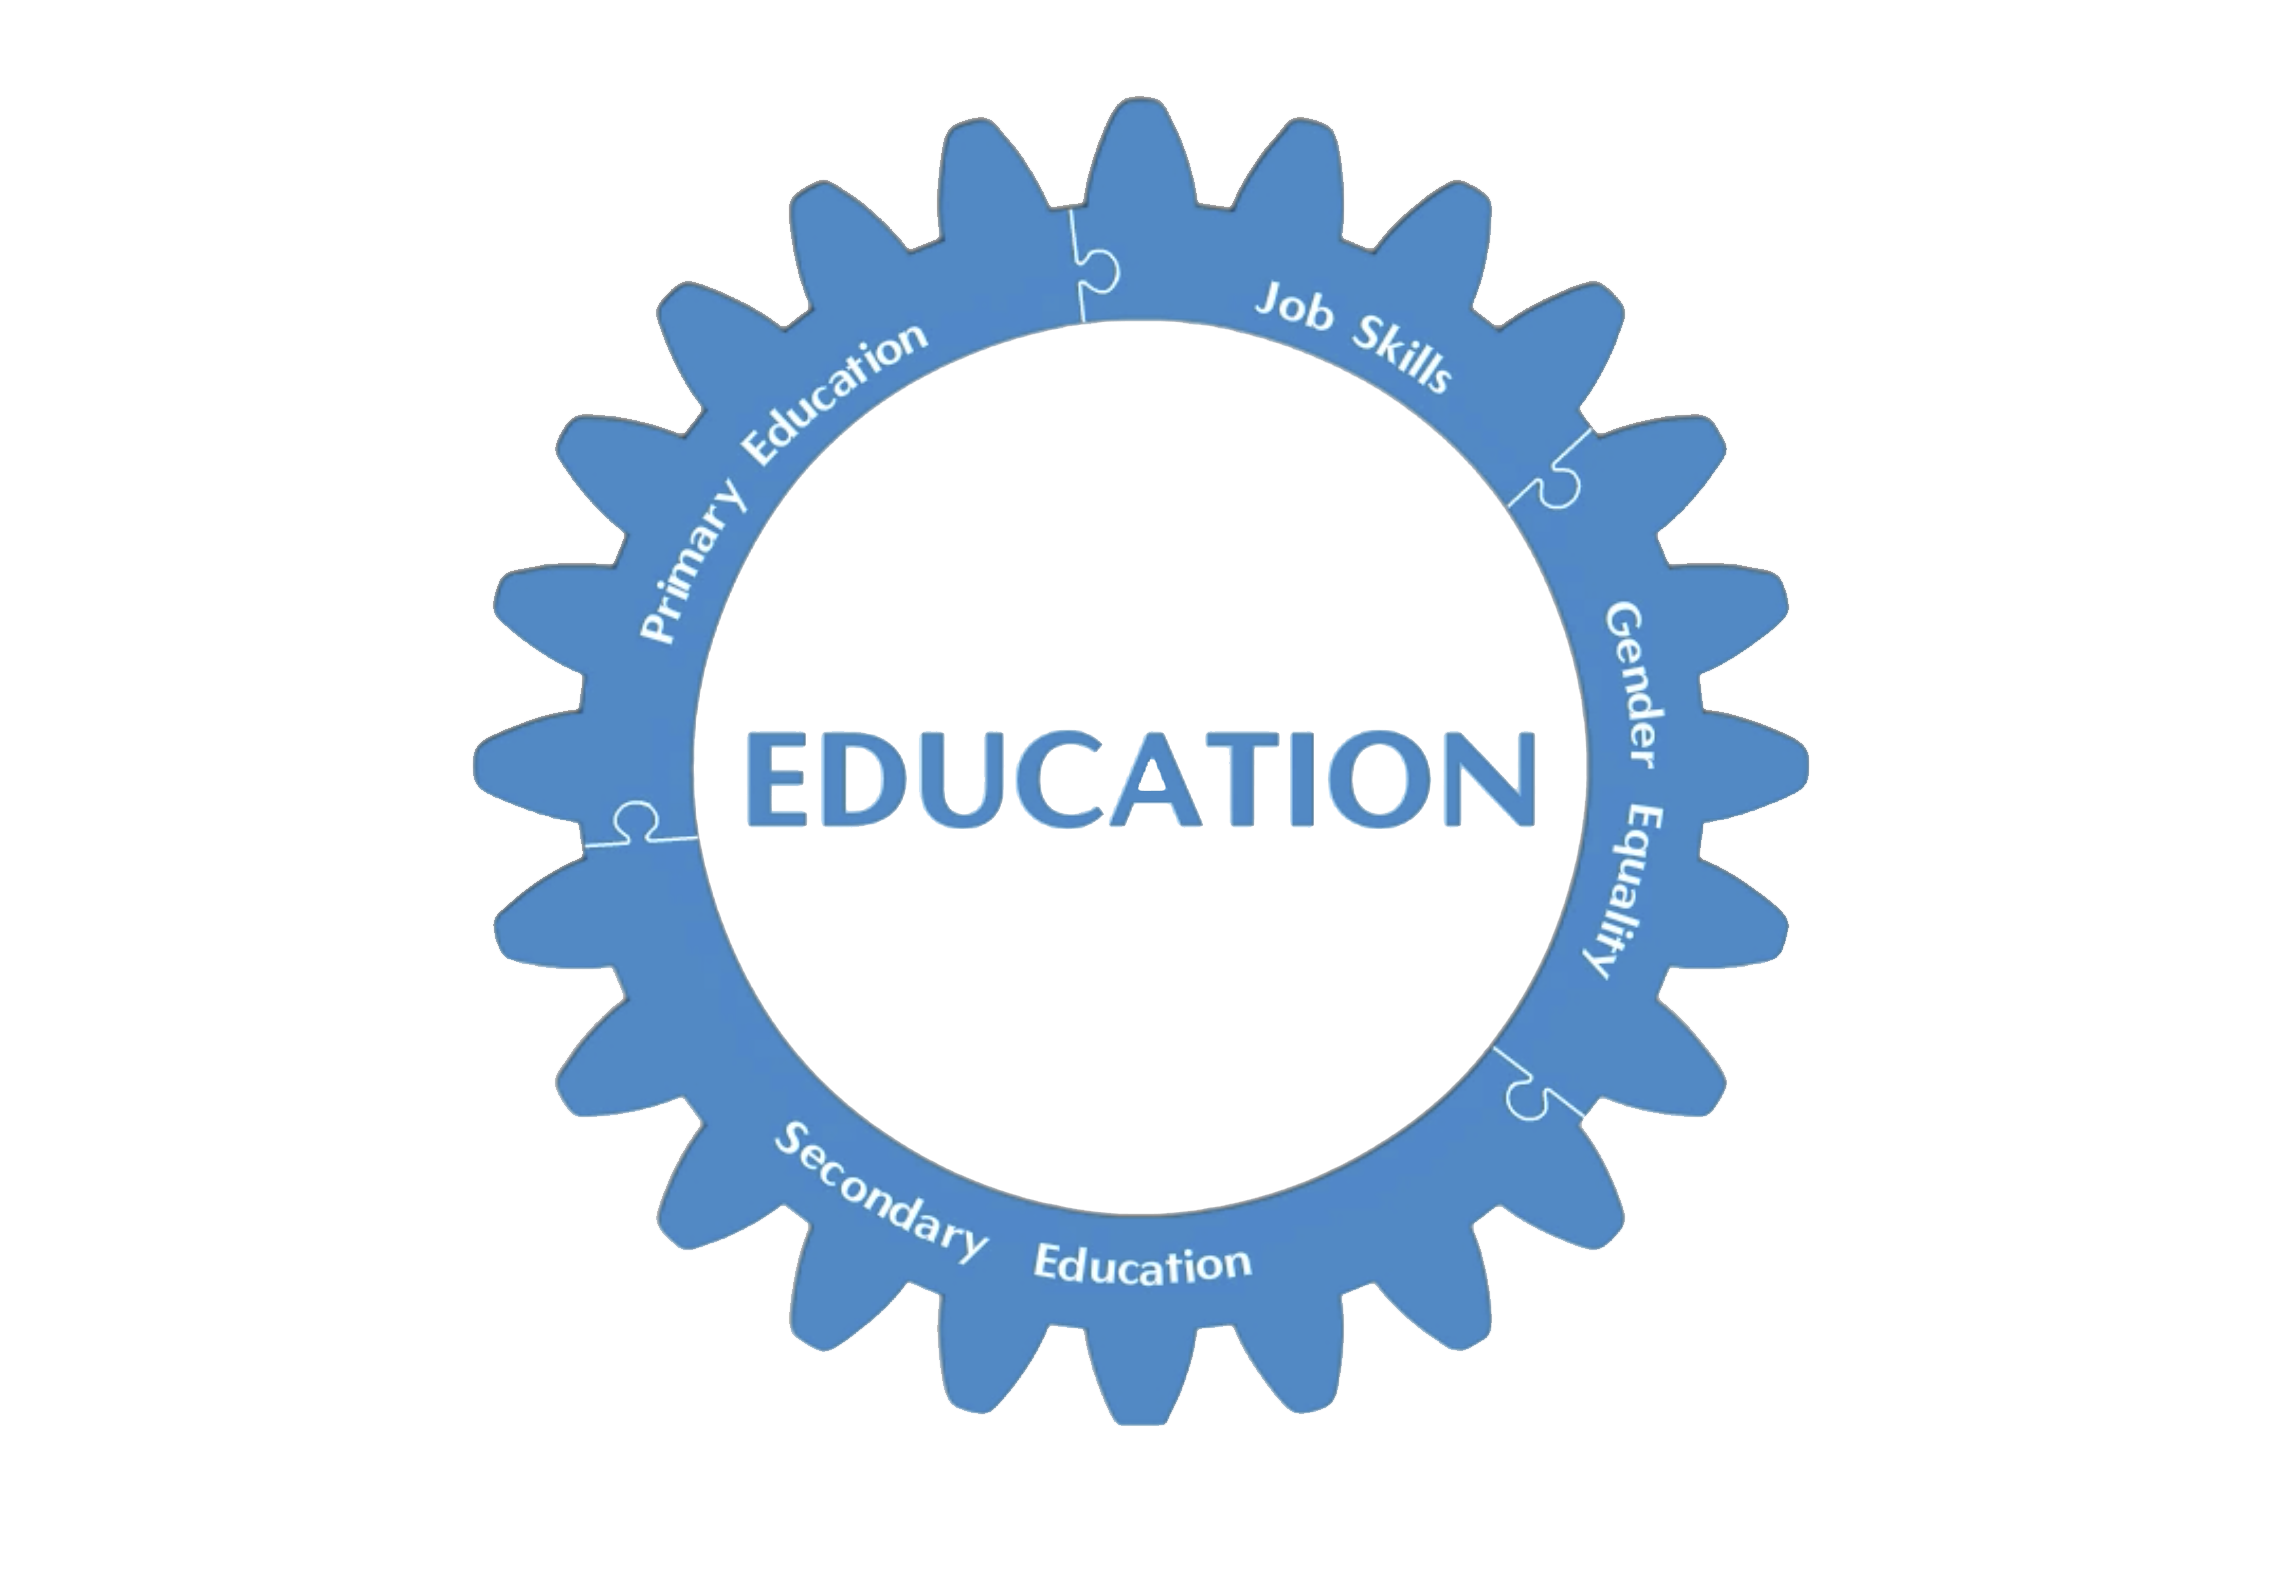 Job Skills
Primary Education
Gender Equality
EDUCATION
Secondary Education